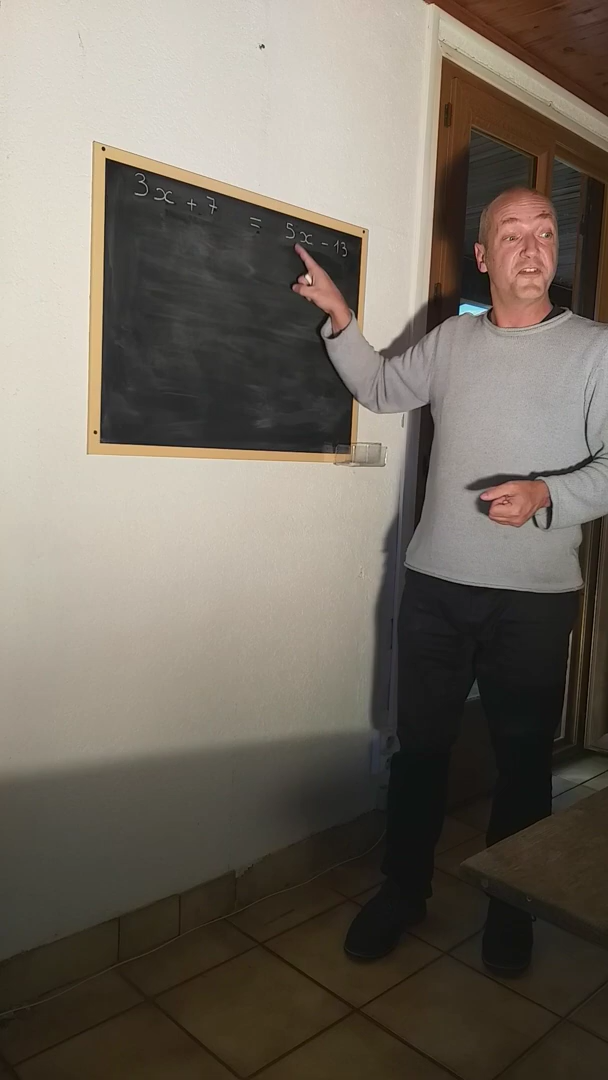 3x + 7 = 5x - 13